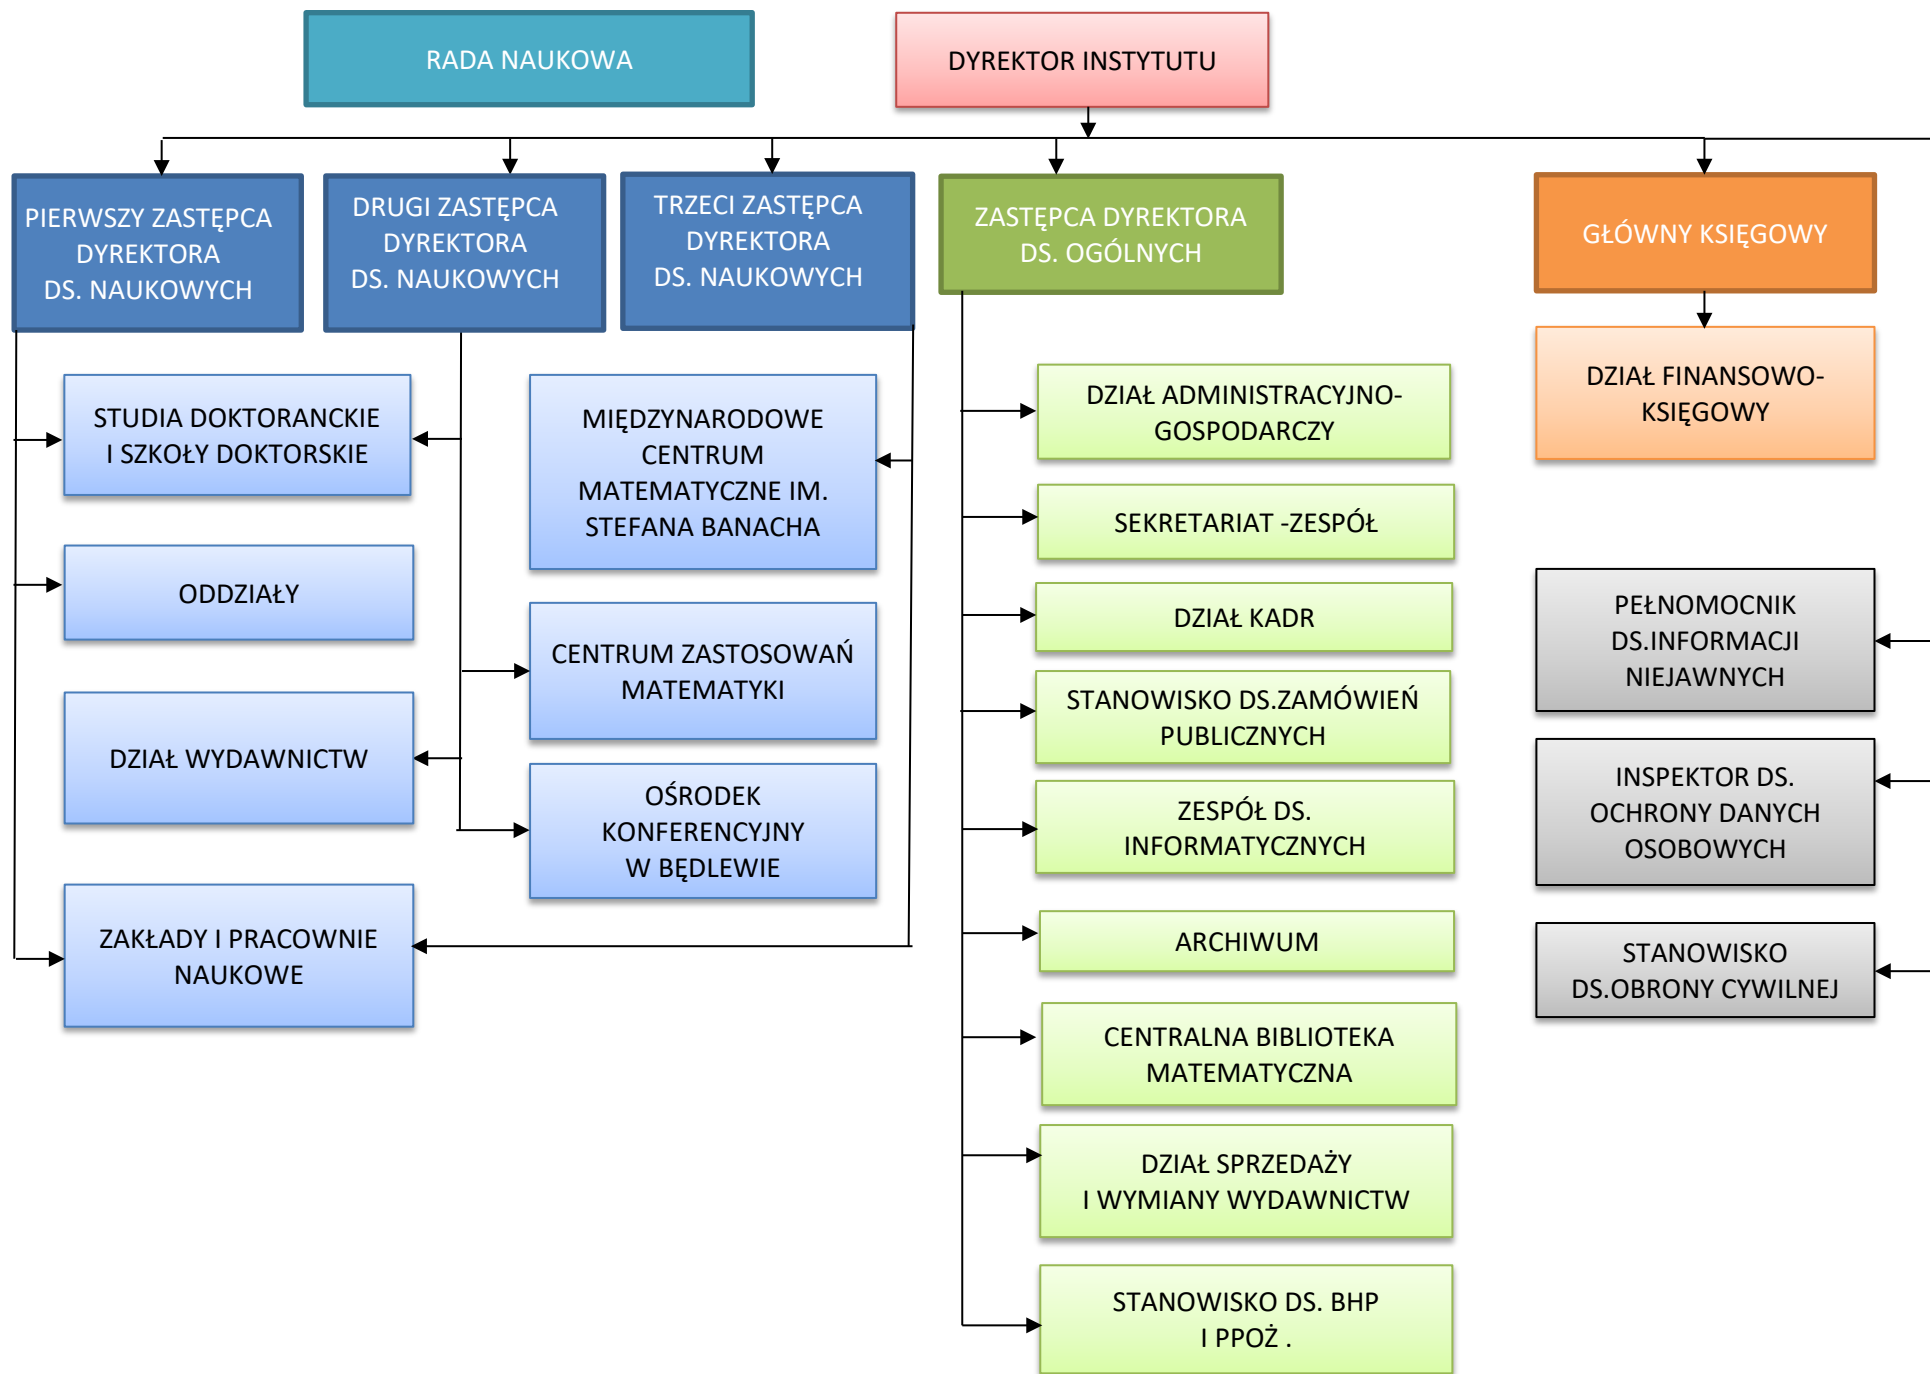 RADA NAUKOWA
DYREKTOR INSTYTUTU
PIERWSZY ZASTĘPCA
DYREKTORA
DS. NAUKOWYCH
DRUGI ZASTĘPCA
DYREKTORA
DS. NAUKOWYCH
TRZECI ZASTĘPCA
DYREKTORA
DS. NAUKOWYCH
ZASTĘPCA DYREKTORA
DS. OGÓLNYCH
GŁÓWNY KSIĘGOWY
STUDIA DOKTORANCKIE
I SZKOŁY DOKTORSKIE
ODDZIAŁY
DZIAŁ WYDAWNICTW
ZAKŁADY I PRACOWNIE
NAUKOWE
MIĘDZYNARODOWE
CENTRUM
MATEMATYCZNE IM.
STEFANA BANACHA
CENTRUM ZASTOSOWAŃ
MATEMATYKI
OŚRODEK
KONFERENCYJNY
W BĘDLEWIE
DZIAŁ ADMINISTRACYJNO-
GOSPODARCZY
SEKRETARIAT -ZESPÓŁ
DZIAŁ KADR
STANOWISKO DS.ZAMÓWIEŃ
PUBLICZNYCH
ZESPÓŁ DS.
INFORMATYCZNYCH
ARCHIWUM
CENTRALNA BIBLIOTEKA
MATEMATYCZNA
DZIAŁ SPRZEDAŻY
I WYMIANY WYDAWNICTW
STANOWISKO DS. BHP
I PPOŻ .
DZIAŁ FINANSOWO-
KSIĘGOWY
PEŁNOMOCNIK
DS.INFORMACJI
NIEJAWNYCH
INSPEKTOR DS.
OCHRONY DANYCH
OSOBOWYCH
STANOWISKO
DS.OBRONY CYWILNEJ